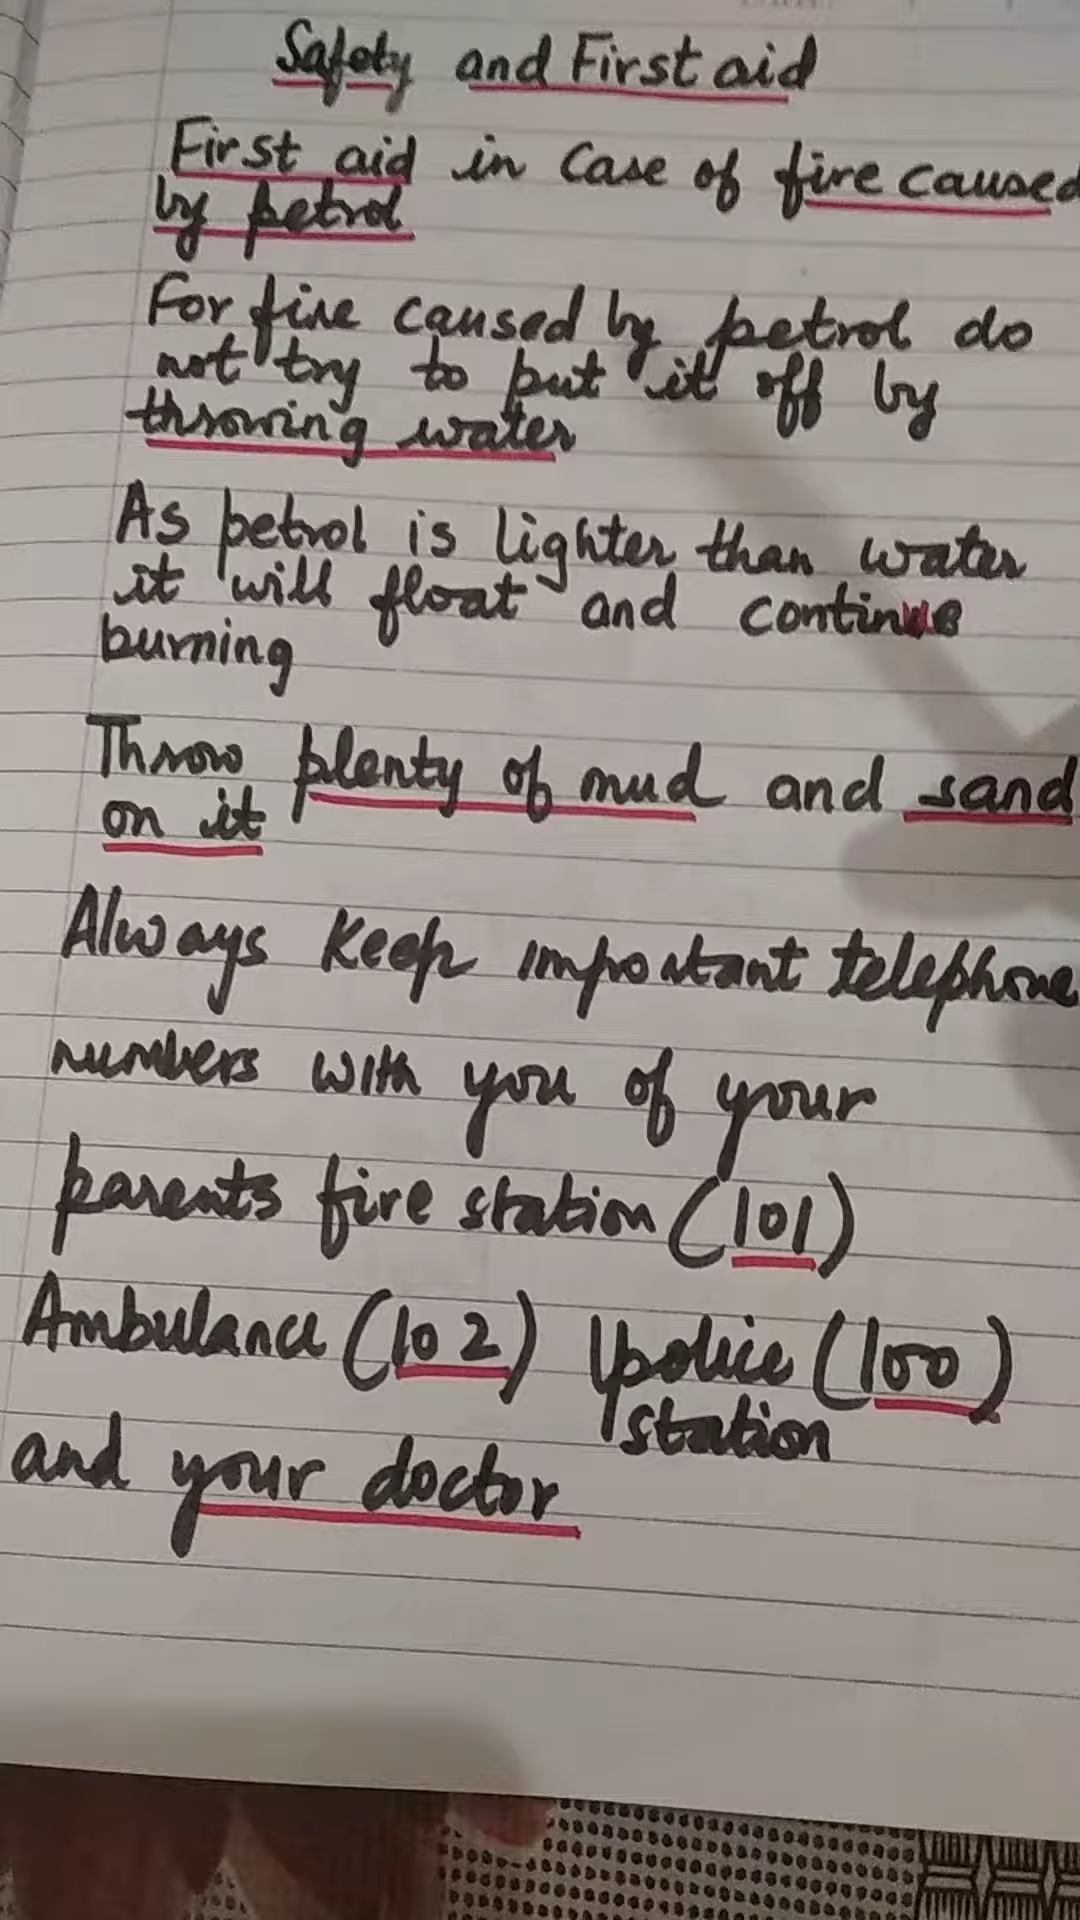 Safety and First aid
First aid in Case of fire caused
by petrol
For fire caused by petrol do
not try to put it off by
throwing water
As petrol is lighter than water
it will float and continue
burning
Throw plenty of mud and sand
on it
Always Keep important telephone
numbers with you of your
parents fire station (101)
Ambulance (102) police (100)
station
and your doctor